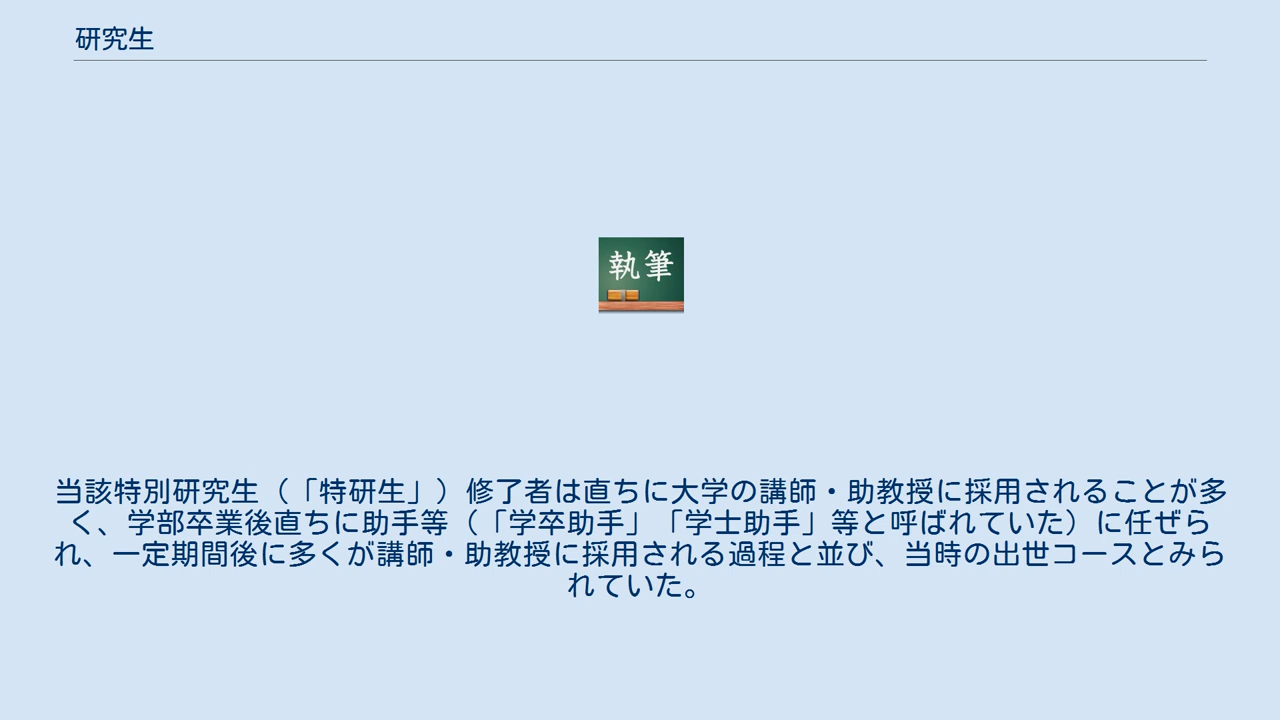 研究生
執筆
当該特別研究生（「特研生」）修了者は直ちに大学の講師・助教授に採用されることが多
く、学部卒業後直ちに助手等（「学卒助手」「学士助手」等と呼ばれていた）に任ぜら
れ、一定期間後に多くが講師・助教授に採用される過程と並び、当時の出世コースとみら
れていた。